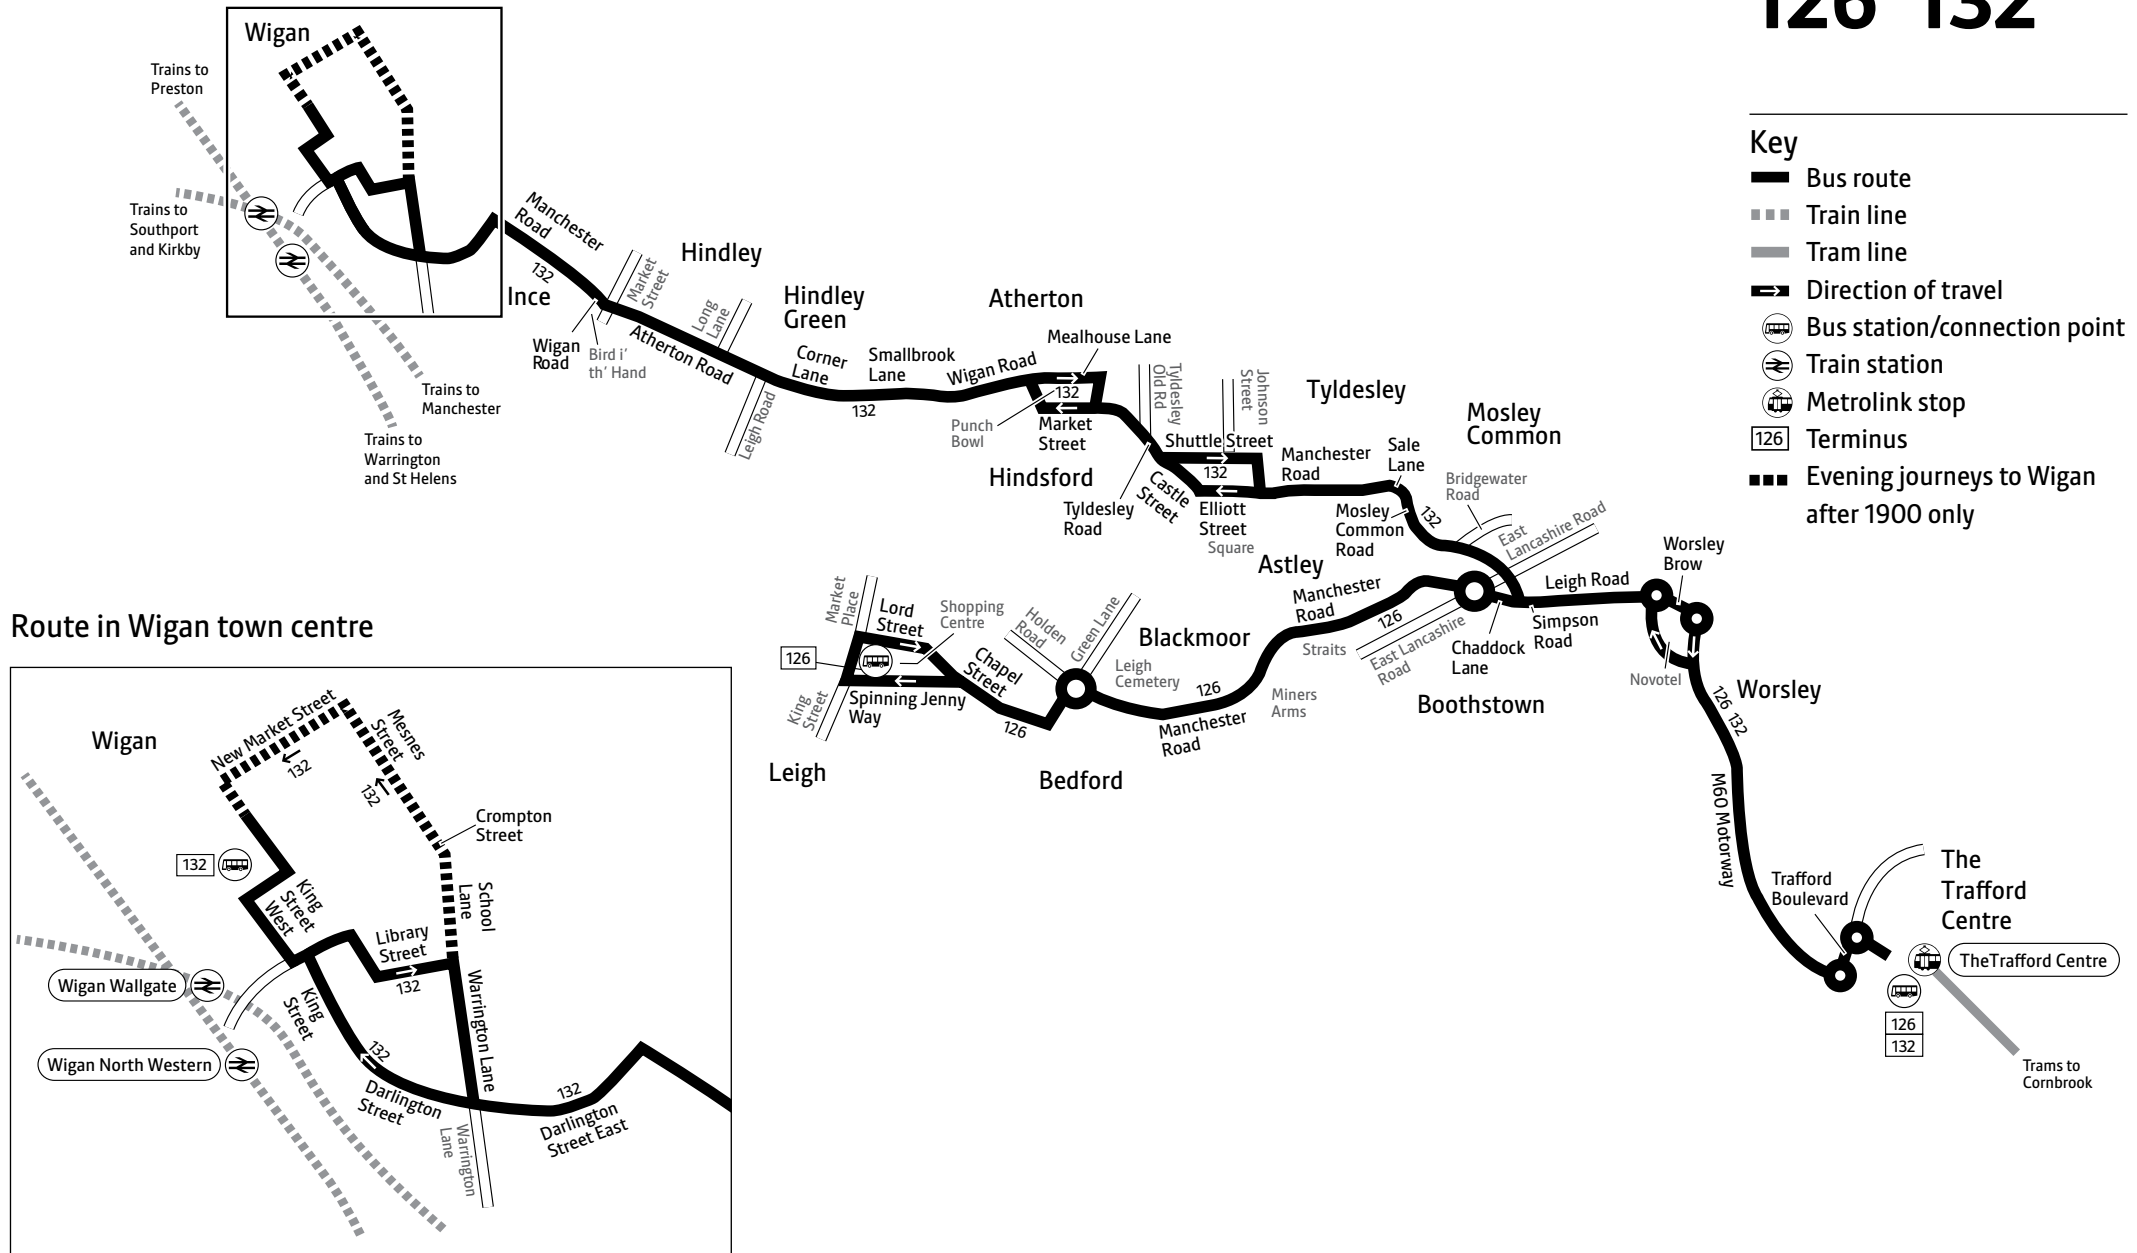 126 132
Wigan
Trains to
Preston
Trains to
Southport
and Kirkby
Trains to
Manchester
Trains to
Warrington
and St Helens
Manchester
Road
132
Ince
Wigan
Road
Bird i'
th' Hand
Market
Street
Hindley
Atherton Road
Long
Lane
Leigh Road
Hindley
Green
Corner
Lane
132
Smallbrook
Lane
Wigan Road
Atherton
Mealhouse Lane
132
Punch
Bowl
Market
Street
Hindsford
Tyldesley
Old Rd
Tyldesley
Road
Johnson
Street
Shuttle Street
132
Castle
Street
Elliott
Street
Square
Tyldesley
Manchester
Road
Sale
Lane
Mosley
Common
Mosley
Common
Road
132
Bridgewater
Road
East
Lancashire Road
Astley
Manchester
Road
126
Straits
East Lancashire
Road
Chaddock
Lane
Simpson
Road
Boothstown
Leigh Road
Worsley
Brow
Novotel
Worsley
126 132
M60 Motorway
Trafford
Boulevard
The
Trafford
Centre
TheTrafford Centre
126
132
Trams to
Cornbrook
Market
Place
Lord
Street
Shopping
Centre
126
King
Street
Spinning Jenny
Way
Leigh
Chapel
Street
126
Holden
Road
Green Lane
Bedford
Blackmoor
Leigh
Cemetery
126
Manchester
Road
Miners
Arms
Key
Bus route
Train line
Tram line
Direction of travel
Bus station/connection point
Train station
Metrolink stop
126
Terminus
Evening journeys to Wigan
after 1900 only
Route in Wigan town centre
Wigan
New Market Street
132
Mesnes
Street
132
Crompton
Street
School
Lane
132
King
Street
West
Library
Street
132
Wigan Wallgate
King
Street
Wigan North Western
132
Warrington Lane
Darlington
Street
132
Darlington
Street East
Warrington
Lane